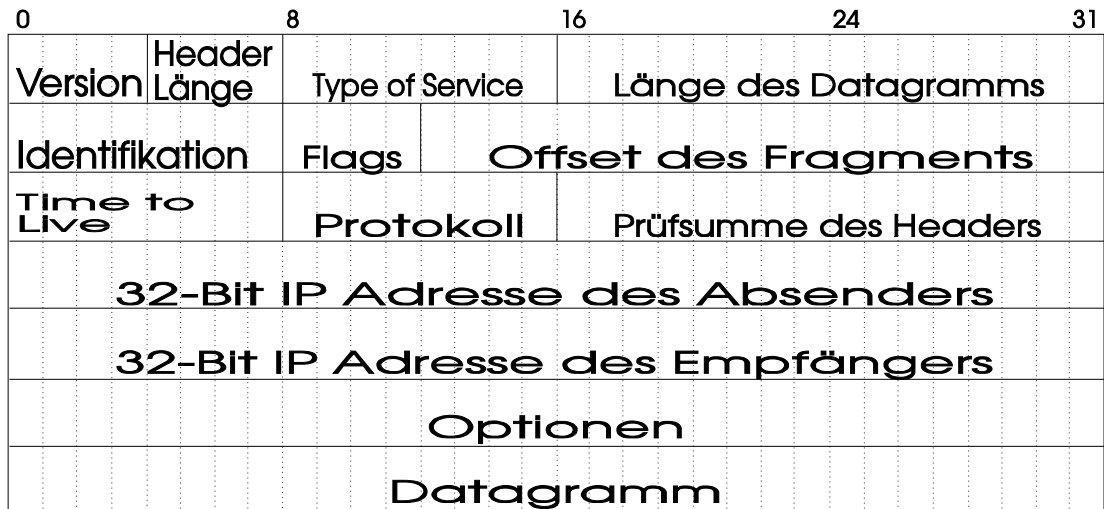 0 8 16 24 31
Version Header Länge Type of Service Länge des Datagramms
Identifikation Flags Offset des Fragments
Time to Live Protokoll Prüfsumme des Headers
32-Bit IP Adresse des Absenders
32-Bit IP Adresse des Empfängers
Optionen
Datagramm